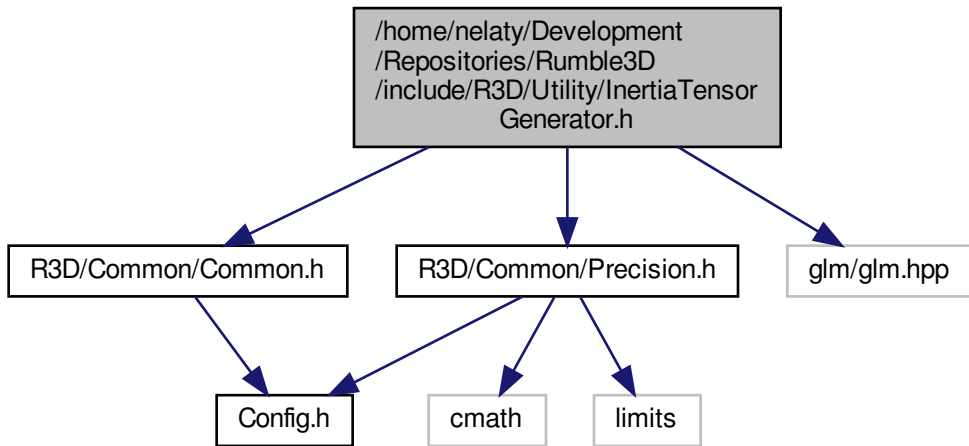 /home/nelaty/Development
/Repositories/Rumble3D
/include/R3D/Utility/InertiaTensor
Generator.h
R3D/Common/Common.h
R3D/Common/Precision.h
glm/glm.hpp
Config.h
cmath
limits